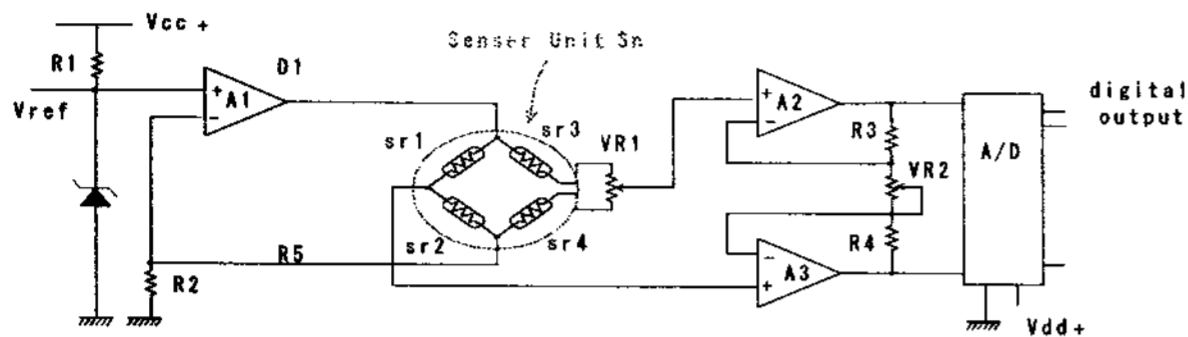 Vcc +
Senser Unit Sn
R1
D1
+
A1
-
Vref
digital
output
+
A2
-
R3
sr1
sr3
VR1
A/D
VR2
sr2
sr4
R4
R5
R2
-
A3
+
Vdd+